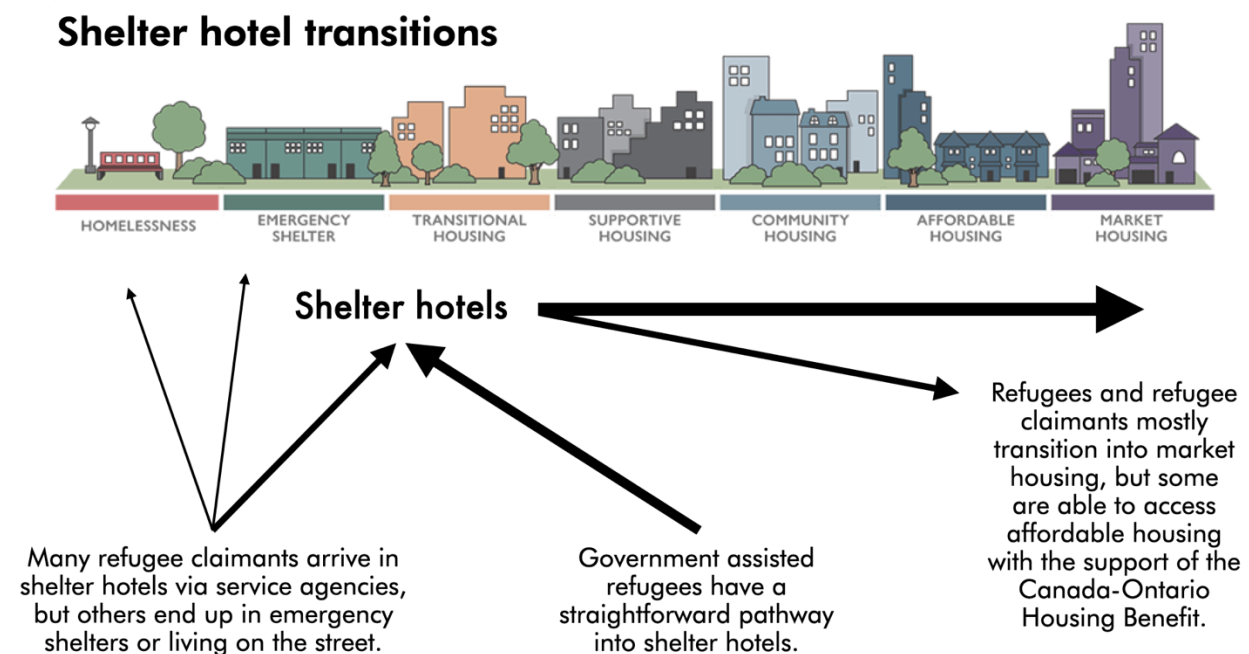 Shelter hotel transitions
HOMELESSNESS
EMERGENCY
SHELTER
TRANSITIONAL
HOUSING
SUPPORTIVE
HOUSING
COMMUNITY
HOUSING
AFFORDABLE
HOUSING
MARKET
HOUSING
Shelter hotels
Many refugee claimants arrive in
shelter hotels via service agencies,
but others end up in emergency
shelters or living on the street.
Government assisted
refugees have a
straightforward pathway
into shelter hotels.
Refugees and refugee
claimants mostly
transition into market
housing, but some
are able to access
affordable housing
with the support of the
Canada-Ontario
Housing Benefit.